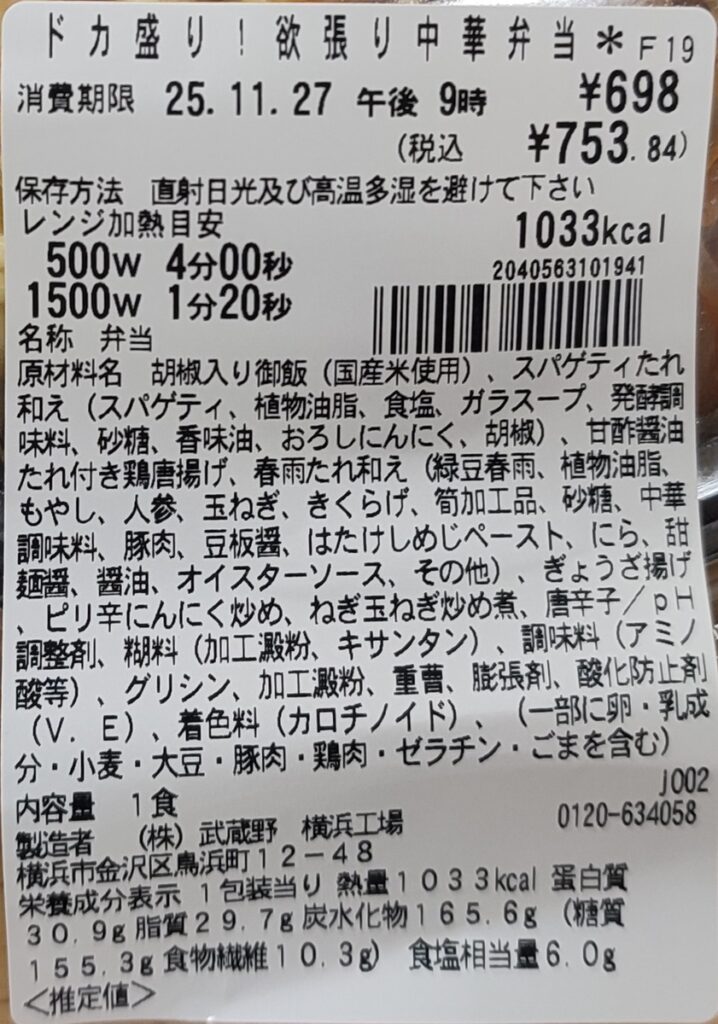 ドカ盛り！欲張り中華弁当＊F19
消費期限 25.11.27 午後 9時 ¥698
(税込 ¥753.84)
保存方法 直射日光及び高温多湿を避けて下さい
レンジ加熱目安 1033kcal
500W 4分00秒 2040563101941
1500W 1分20秒
名称 弁当
原材料名 胡椒入り御飯（国産米使用）、スパゲティたれ
和え（スパゲティ、植物油脂、食塩、ガラスープ、発酵調
味料、砂糖、香味油、おろしにんにく、胡椒）、甘酢醤油
たれ付き鶏唐揚げ、春雨たれ和え（緑豆春雨、植物油脂、
もやし、人参、玉ねぎ、きくらげ、筍加工品、砂糖、中華
調味料、豚肉、豆板醤、はたけしめじペースト、にら、甜
麺醤、醤油、オイスターソース、その他）、ぎょうざ揚げ
、ピリ辛にんにく炒め、ねぎ玉ねぎ炒め煮、唐辛子／ｐＨ
調整剤、糊料（加工澱粉、キサンタン）、調味料（アミノ
酸等）、グリシン、加工澱粉、重曹、膨張剤、酸化防止剤
（Ｖ．Ｅ）、着色料（カロチノイド）、（一部に卵・乳成
分・小麦・大豆・豚肉・鶏肉・ゼラチン・ごまを含む）
J002
内容量 １食 0120-634058
製造者 （株）武蔵野 横浜工場
横浜市金沢区鳥浜町１２－４８
栄養成分表示 １包装当り 熱量１０３３kcal 蛋白質
３０.９g 脂質２９.７g 炭水化物１６５.６g （糖質
１５５.３g 食物繊維１０.３g） 食塩相当量６.０g
＜推定値＞